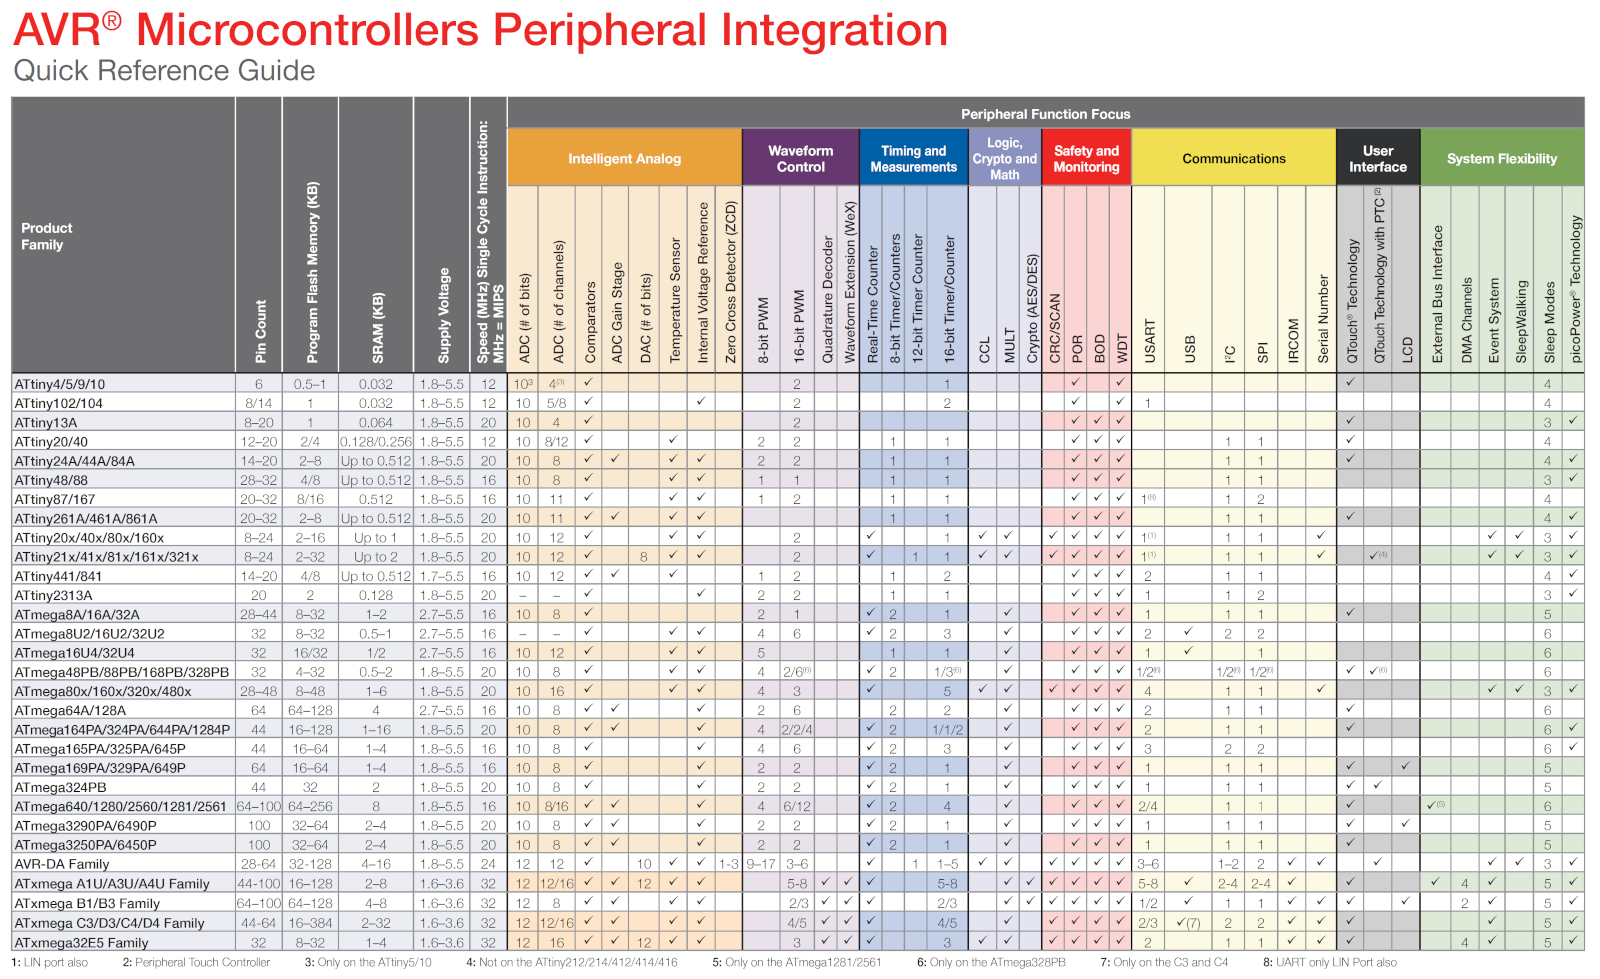 AVR® Microcontrollers Peripheral Integration
Quick Reference Guide
Peripheral Function Focus
Intelligent Analog
Waveform Control
Timing and Measurements
Logic, Crypto and Math
Safety and Monitoring
Communications
User Interface
System Flexibility
Product Family
Pin Count
Program Flash Memory (KB)
SRAM (KB)
Supply Voltage
Speed (MHz) Single Cycle Instruction: MHz = MIPS
ADC (# of bits)
ADC (# of channels)
Comparators
ADC Gain Stage
DAC (# of bits)
Temperature Sensor
Internal Voltage Reference
Zero Cross Detector (ZCD)
8-bit PWM
16-bit PWM
Quadrature Decoder
Waveform Extension (WeX)
Real-Time Counter
8-bit Timer/Counters
12-bit Timer Counter
16-bit Timer/Counter
CCL
MULT
Crypto (AES/DES)
CRC/SCAN
POR
BOD
WDT
USART
USB
I²C
SPI
IRCOM
Serial Number
QTouch® Technology
QTouch Technology with PTC (2)
LCD
External Bus Interface
DMA Channels
Event System
SleepWalking
Sleep Modes
picoPower® Technology
ATtiny4/5/9/10 6 0.5–1 0.032 1.8–5.5 12 10³ 4(3) ✓ 2 1 ✓ ✓ ✓ 4
ATtiny102/104 8/14 1 0.032 1.8–5.5 12 10 5/8 ✓ ✓ 2 2 ✓ ✓ 1 4
ATtiny13A 8–20 1 0.064 1.8–5.5 20 10 4 ✓ 2 ✓ ✓ ✓ ✓ 3 ✓
ATtiny20/40 12–20 2/4 0.128/0.256 1.8–5.5 12 10 8/12 ✓ ✓ 2 2 1 1 ✓ ✓ ✓ 1 1 ✓ 4
ATtiny24A/44A/84A 14–20 2–8 Up to 0.512 1.8–5.5 20 10 8 ✓ ✓ ✓ ✓ 2 2 1 1 ✓ ✓ ✓ 1 1 ✓ 4 ✓
ATtiny48/88 28–32 4/8 Up to 0.512 1.8–5.5 16 10 8 ✓ ✓ ✓ 1 1 1 1 ✓ ✓ ✓ 1 1 3 ✓
ATtiny87/167 20–32 8/16 0.512 1.8–5.5 16 10 11 ✓ ✓ ✓ 1 2 1 1 ✓ ✓ ✓ 1(8) 1 2 4
ATtiny261A/461A/861A 20–32 2–8 Up to 0.512 1.8–5.5 20 10 11 ✓ ✓ ✓ ✓ 1 1 ✓ ✓ ✓ 1 1 ✓ 4 ✓
ATtiny20x/40x/80x/160x 8–24 2–16 Up to 1 1.8–5.5 20 10 12 ✓ ✓ ✓ 2 ✓ 1 ✓ ✓ ✓ ✓ ✓ ✓ 1(1) 1 1 ✓ ✓ ✓ 3 ✓
ATtiny21x/41x/81x/161x/321x 8–24 2–32 Up to 2 1.8–5.5 20 10 12 ✓ 8 ✓ ✓ 2 ✓ 1 1 ✓ ✓ ✓ ✓ ✓ ✓ 1(1) 1 1 ✓ ✓(4) ✓ ✓ 3 ✓
ATtiny441/841 14–20 4/8 Up to 0.512 1.7–5.5 16 10 12 ✓ ✓ ✓ 1 2 1 2 ✓ ✓ ✓ 2 1 1 4 ✓
ATtiny2313A 20 2 0.128 1.8–5.5 20 – – ✓ ✓ 2 2 1 1 ✓ ✓ ✓ 1 1 2 3 ✓
ATmega8A/16A/32A 28–44 8–32 1–2 2.7–5.5 16 10 8 ✓ 2 1 ✓ 2 1 ✓ ✓ ✓ ✓ 1 1 1 ✓ 5
ATmega8U2/16U2/32U2 32 8–32 0.5–1 2.7–5.5 16 – – ✓ ✓ ✓ 4 6 ✓ 2 3 ✓ ✓ ✓ ✓ 2 ✓ 2 2 6
ATmega16U4/32U4 32 16/32 1/2 2.7–5.5 16 10 12 ✓ ✓ ✓ 5 1 1 ✓ ✓ ✓ ✓ 1 ✓ 6
ATmega48PB/88PB/168PB/328PB 32 4–32 0.5–2 1.8–5.5 20 10 8 ✓ ✓ ✓ 4 2/6(6) ✓ 2 1/3(6) ✓ ✓ ✓ ✓ 1/2(6) 1/2(6) 1/2(6) ✓ ✓(6) 6
ATmega80x/160x/320x/480x 28–48 8–48 1–6 1.8–5.5 20 10 16 ✓ ✓ ✓ 4 3 ✓ 5 ✓ ✓ ✓ ✓ ✓ ✓ 4 1 1 ✓ ✓ ✓ 3 ✓
ATmega64A/128A 64 64–128 4 2.7–5.5 16 10 8 ✓ ✓ ✓ 2 6 2 2 ✓ ✓ ✓ ✓ 2 1 1 ✓ 6
ATmega164PA/324PA/644PA/1284P 44 16–128 1–16 1.8–5.5 20 10 8 ✓ ✓ ✓ 4 2/2/4 ✓ 2 1/1/2 ✓ ✓ ✓ ✓ 2 1 1 ✓ 6 ✓
ATmega165PA/325PA/645P 44 16–64 1–4 1.8–5.5 16 10 8 ✓ ✓ 4 6 ✓ 2 3 ✓ ✓ ✓ ✓ 3 2 2 6 ✓
ATmega169PA/329PA/649P 64 16–64 1–4 1.8–5.5 16 10 8 ✓ ✓ 2 2 ✓ 2 1 ✓ ✓ ✓ ✓ 1 1 1 ✓ ✓ 5
ATmega324PB 44 32 2 1.8–5.5 20 10 8 ✓ ✓ 2 2 ✓ 2 1 ✓ ✓ ✓ ✓ 1 1 1 ✓ ✓ 5
ATmega640/1280/2560/1281/2561 64–100 64–256 8 1.8–5.5 16 10 8/16 ✓ ✓ ✓ 4 6/12 ✓ 2 4 ✓ ✓ ✓ ✓ 2/4 1 1 ✓ ✓(5) 6
ATmega3290PA/6490P 100 32–64 2–4 1.8–5.5 20 10 8 ✓ ✓ ✓ 2 2 ✓ 2 1 ✓ ✓ ✓ ✓ 1 1 1 ✓ ✓ 5
ATmega3250PA/6450P 100 32–64 2–4 1.8–5.5 20 10 8 ✓ ✓ ✓ 2 2 ✓ 2 1 ✓ ✓ ✓ ✓ 1 1 1 ✓ 5
AVR-DA Family 28-64 32-128 4–16 1.8–5.5 24 12 12 ✓ 10 ✓ ✓ 1-3 9–17 3–6 ✓ 1 1–5 ✓ ✓ ✓ ✓ ✓ ✓ 3–6 1–2 2 ✓ ✓ ✓ ✓ ✓ 3 ✓
ATxmega A1U/A3U/A4U Family 44-100 16–128 2–8 1.6–3.6 32 12 12/16 ✓ ✓ 12 ✓ ✓ 5-8 ✓ ✓ ✓ 5-8 ✓ ✓ ✓ ✓ ✓ ✓ 5-8 ✓ 2-4 2-4 ✓ ✓ ✓ 4 ✓ 5 ✓
ATxmega B1/B3 Family 64–100 64–128 4–8 1.6–3.6 32 12 8 ✓ ✓ ✓ ✓ 2/3 ✓ ✓ ✓ 2/3 ✓ ✓ ✓ ✓ ✓ ✓ 1/2 ✓ 1 1 ✓ ✓ ✓ ✓ 2 ✓ 5 ✓
ATxmega C3/D3/C4/D4 Family 44-64 16-384 2–32 1.6–3.6 32 12 12/16 ✓ ✓ ✓ ✓ 4/5 ✓ ✓ ✓ 4/5 ✓ ✓ ✓ ✓ ✓ 2/3 ✓(7) 2 2 ✓ ✓ ✓ ✓ 5 ✓
ATxmega32E5 Family 32 8–32 1–4 1.6–3.6 32 12 16 ✓ ✓ 12 ✓ ✓ 3 ✓ ✓ ✓ 3 ✓ ✓ ✓ ✓ ✓ ✓ 2 1 1 ✓ ✓ ✓ 4 ✓ 5 ✓
1: LIN port also 2: Peripheral Touch Controller 3: Only on the ATtiny5/10 4: Not on the ATtiny212/214/412/414/416 5: Only on the ATmega1281/2561 6: Only on the ATmega328PB 7: Only on the C3 and C4 8: UART only LIN Port also